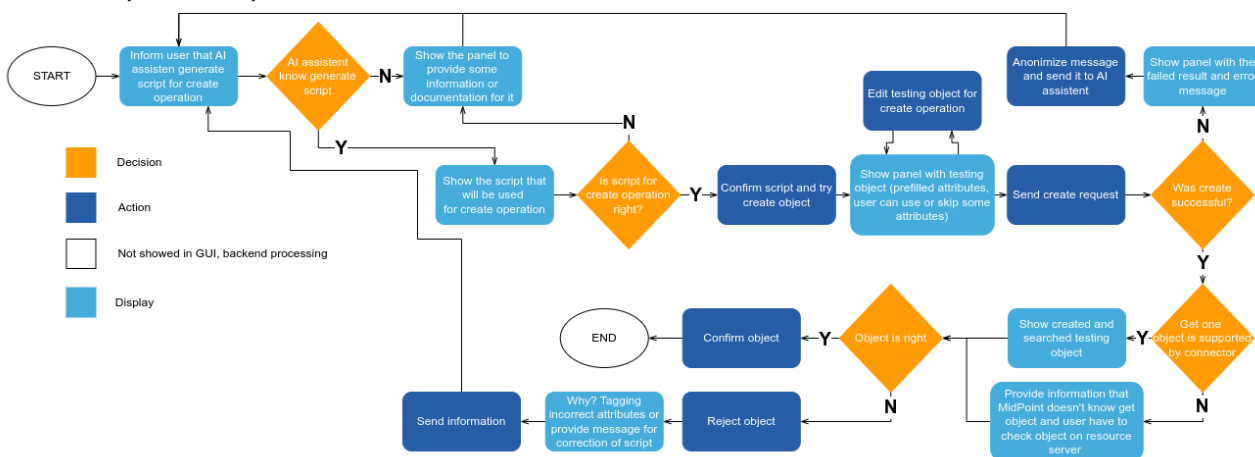 START
Inform user that AI
assisten generate
script for create
operation
AI assistent
know generate
script
N
Show the panel to
provide some
information or
documentation for it
Anonimize message
and send it to AI
assistent
Show panel with the
failed result and error
message
Edit testing object for
create operation
N
N
Y
Decision
Show the script that
will be used
for create operation
Is script for
create operation
right?
Y
Confirm script and try
create object
Show panel with testing
object (prefilled attributes,
user can use or skip some
attributes)
Send create request
Was create
successful?
Action
Not showed in GUI, backend processing
Y
Display
END
Confirm object
Y
Object is right
Show created and
searched testing
object
Y
Get one
object is supported
by connector
N
N
Send information
Why? Tagging
incorrect attributes or
provide message for
correction of script
Reject object
Provide information that
MidPoint doesn't know get
object and user have to
check object on resource
server